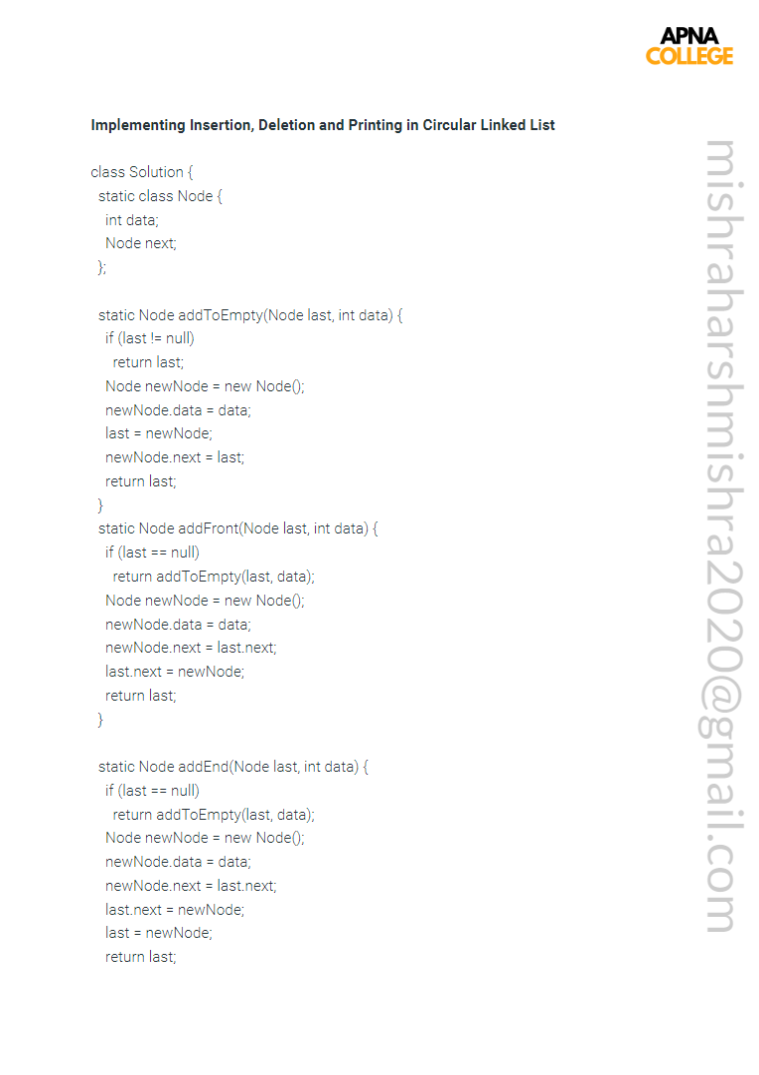 APNA
COLLEGE
Implementing Insertion, Deletion and Printing in Circular Linked List
class Solution {
static class Node {
int data;
Node next;
};
static Node addToEmpty(Node last, int data) {
if (last != null)
return last;
Node newNode = new Node();
newNode.data = data;
last = newNode;
newNode.next = last;
return last;
}
static Node addFront(Node last, int data) {
if (last == null)
return addToEmpty(last, data);
Node newNode = new Node();
newNode.data = data;
newNode.next = last.next;
last.next = newNode;
return last;
}
static Node addEnd(Node last, int data) {
if (last == null)
return addToEmpty(last, data);
Node newNode = new Node();
newNode.data = data;
newNode.next = last.next;
last.next = newNode;
last = newNode;
return last;
mishraharshmishra2020@gmail.com